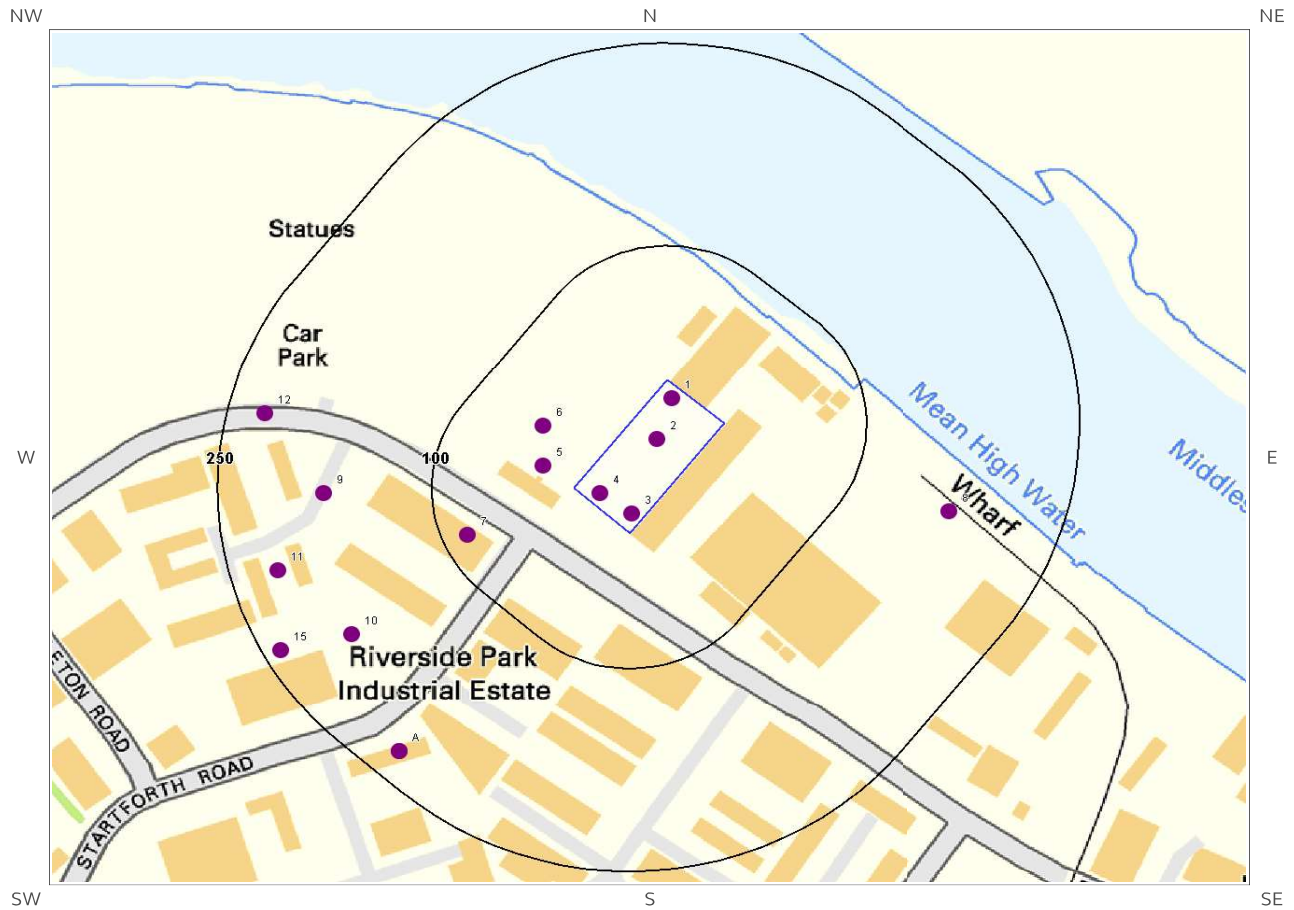 NW
N
NE
Statues
Car
Park
1
12
6
2
Mean High Water
Middles
W
250
100
5
E
9
4
Wharf
8
3
7
11
10
15
Riverside Park
Industrial Estate
ETON ROAD
A
STARTFORTH ROAD
SW
S
SE